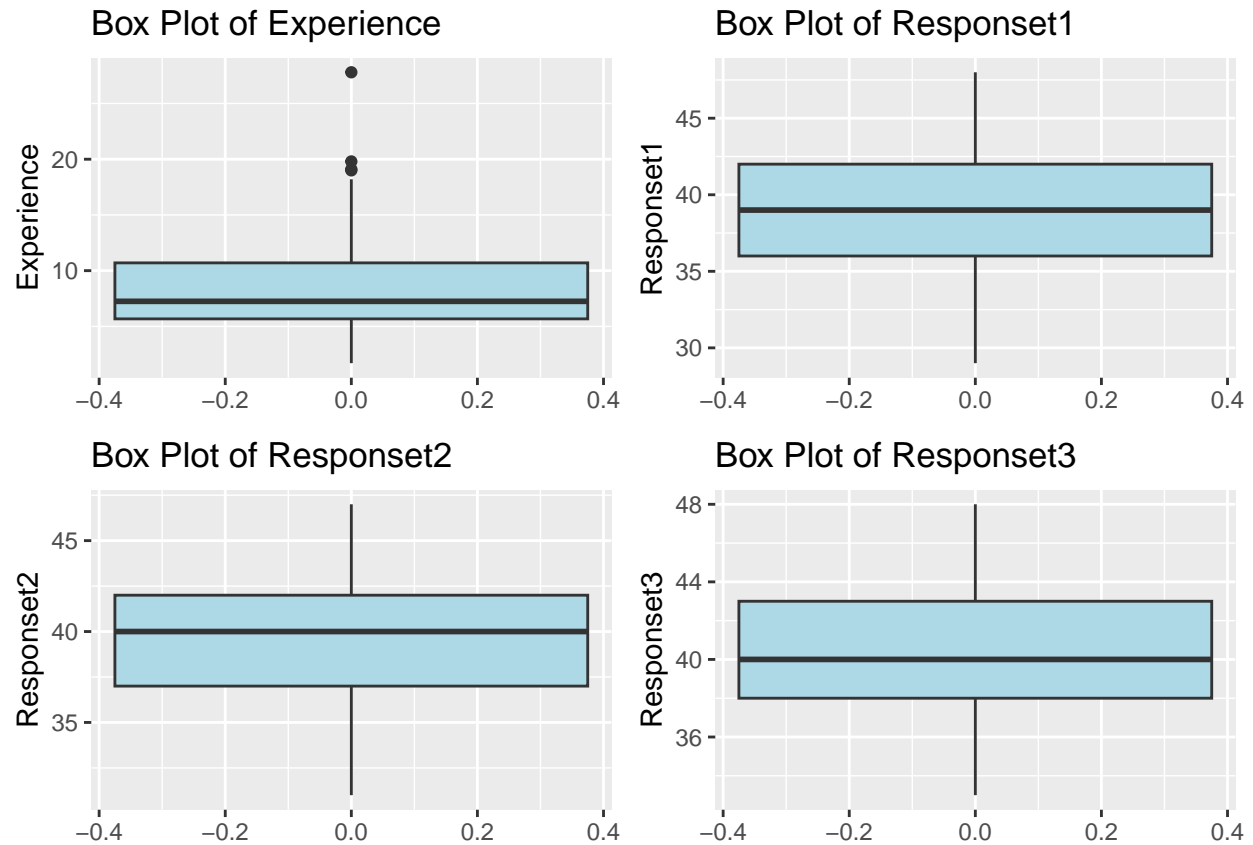 Box Plot of Experience
Experience
20
10
−0.4 −0.2 0.0 0.2 0.4
Box Plot of Responset1
Responset1
45
40
35
30
−0.4 −0.2 0.0 0.2 0.4
Box Plot of Responset2
Responset2
45
40
35
−0.4 −0.2 0.0 0.2 0.4
Box Plot of Responset3
Responset3
48
44
40
36
−0.4 −0.2 0.0 0.2 0.4